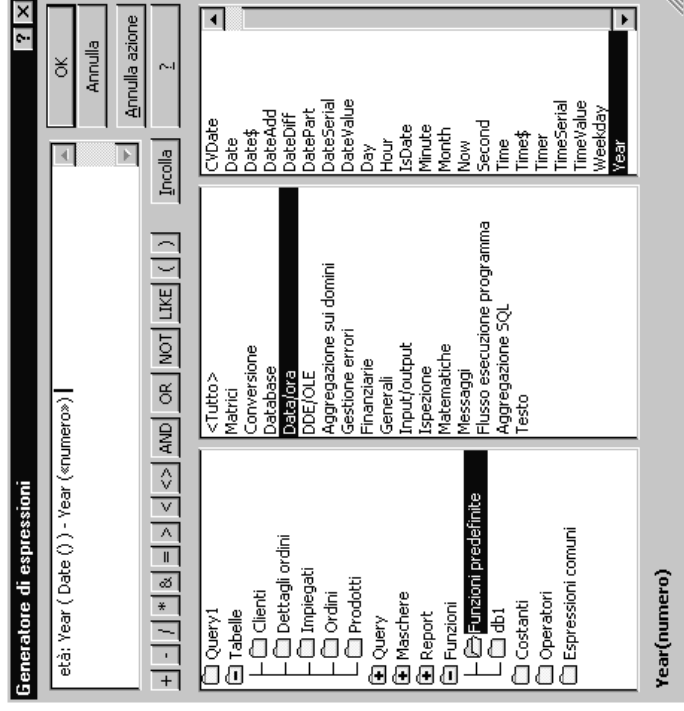 Generatore di espressioni
? X
età: Year ( Date () ) - Year («numero»)
OK
Annulla
Annulla azione
?
+ - / * & = > < <> AND OR NOT LIKE ( ) Incolla
Query1
Tabelle
Clienti
Dettagli ordini
Impiegati
Ordini
Prodotti
Query
Maschere
Report
Funzioni
Funzioni predefinite
db1
Costanti
Operatori
Espressioni comuni
<Tutto>
Matrici
Conversione
Database
Data/ora
DDE/OLE
Aggregazione sui domini
Gestione errori
Finanziarie
Generali
Input/output
Ispezione
Matematiche
Messaggi
Flusso esecuzione programma
Aggregazione SQL
Testo
CVDate
Date
Date$
DateAdd
DateDiff
DatePart
DateSerial
DateValue
Day
Hour
IsDate
Minute
Month
Now
Second
Time
Time$
Timer
TimeSerial
TimeValue
Weekday
Year
Year(numero)